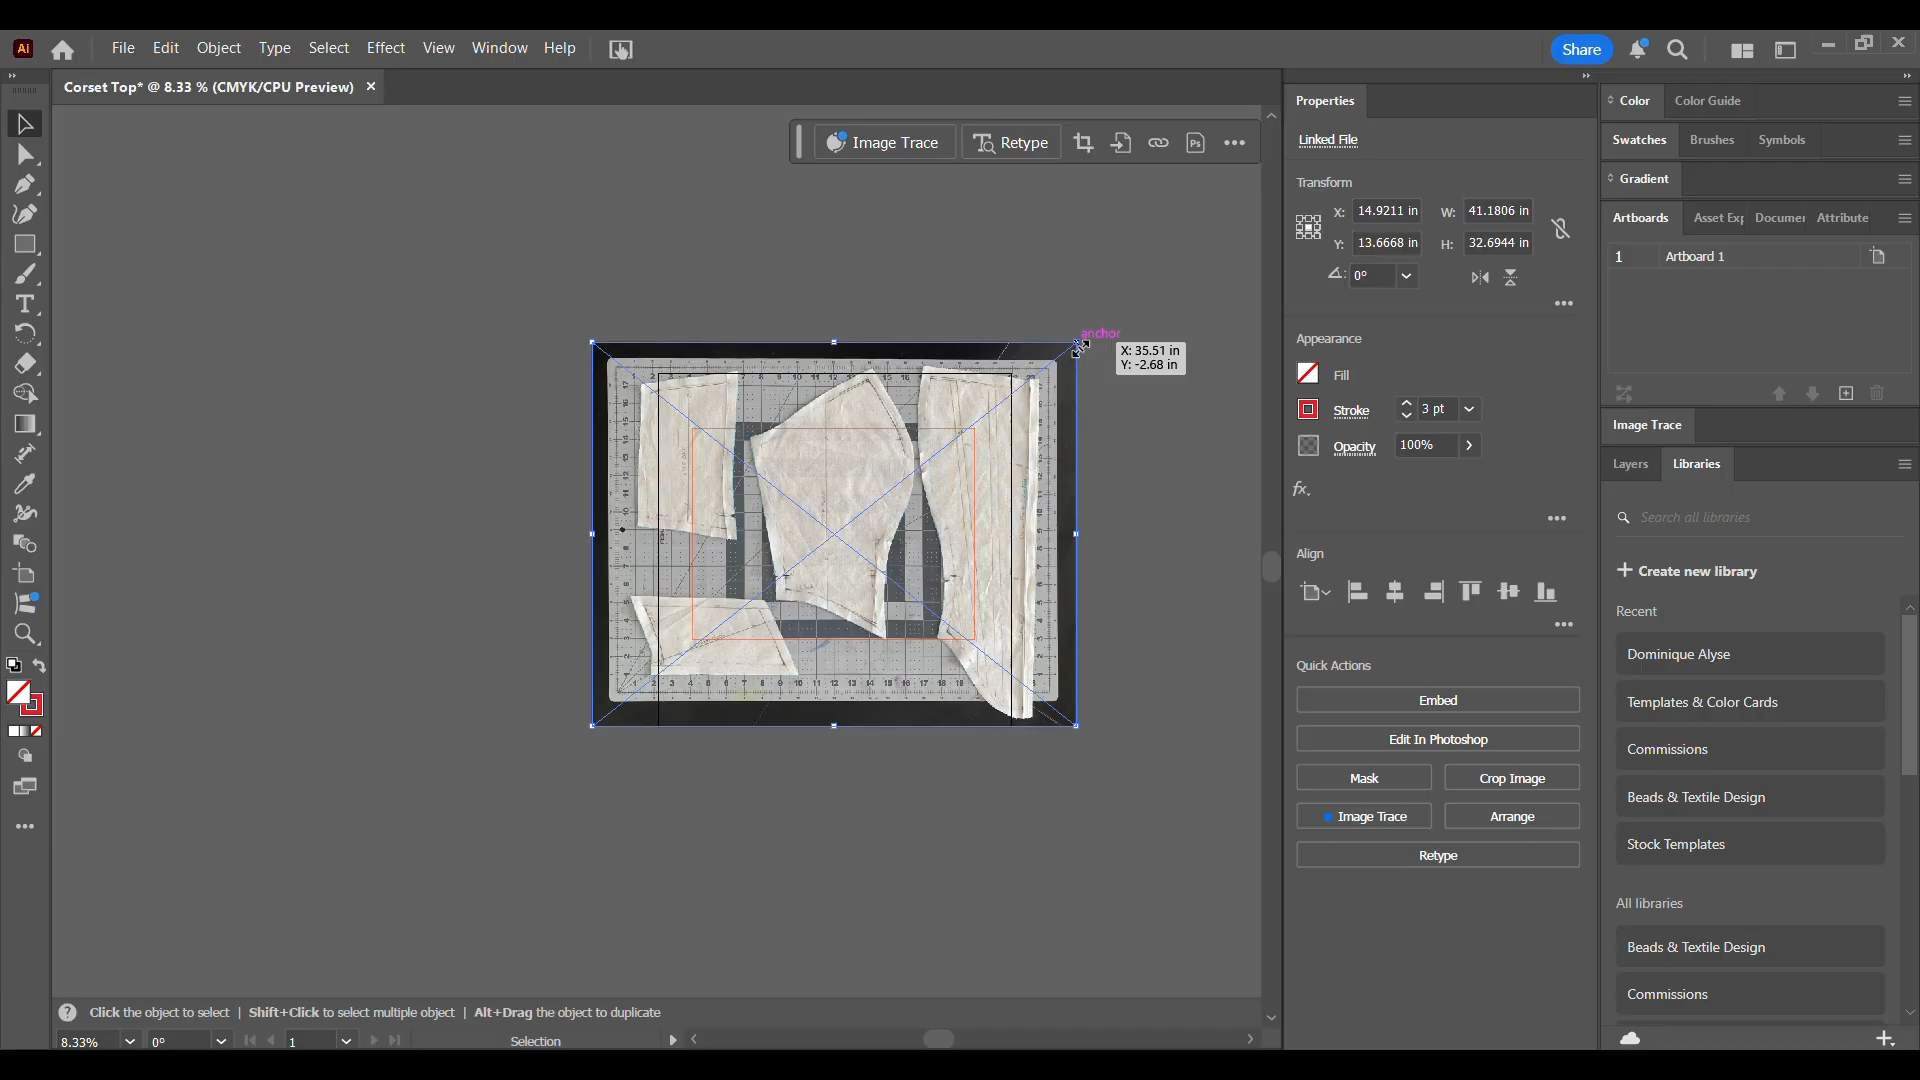 Ai File Edit Object Type Select Effect View Window Help Share
Corset Top* @ 8.33 % (CMYK/CPU Preview) ×
Image Trace Retype Ps
anchor
X: 35.51 in
Y: -2.68 in
Click the object to select | Shift+Click to select multiple object | Alt+Drag the object to duplicate
8.33% 0° 1 Selection
Properties
Linked File
Transform
X: 14.9211 in W: 41.1806 in
Y: 13.6668 in H: 32.6944 in
0°
Appearance
Fill
Stroke 3 pt
Opacity 100%
fx.
Align
Quick Actions
Embed
Edit In Photoshop
Mask Crop Image
Image Trace Arrange
Retype
Color Color Guide
Swatches Brushes Symbols
Gradient
Artboards Asset Exp Documer Attribute
1 Artboard 1
Image Trace
Layers Libraries
Search all libraries
Create new library
Recent
Dominique Alyse
Templates & Color Cards
Commissions
Beads & Textile Design
Stock Templates
All libraries
Beads & Textile Design
Commissions